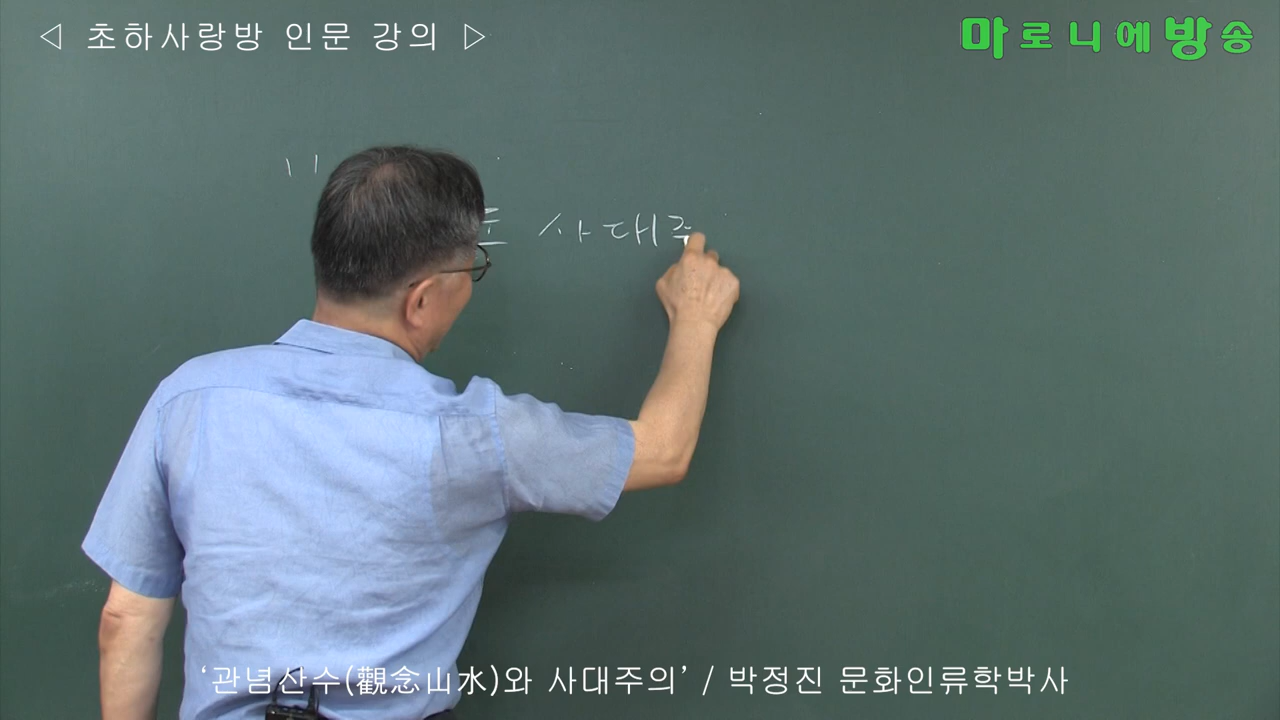 ◁ 초하사랑방 인문 강의 ▷
마로니에방송
사대주
‘관념산수(觀念山水)와 사대주의’ / 박정진 문화인류학박사